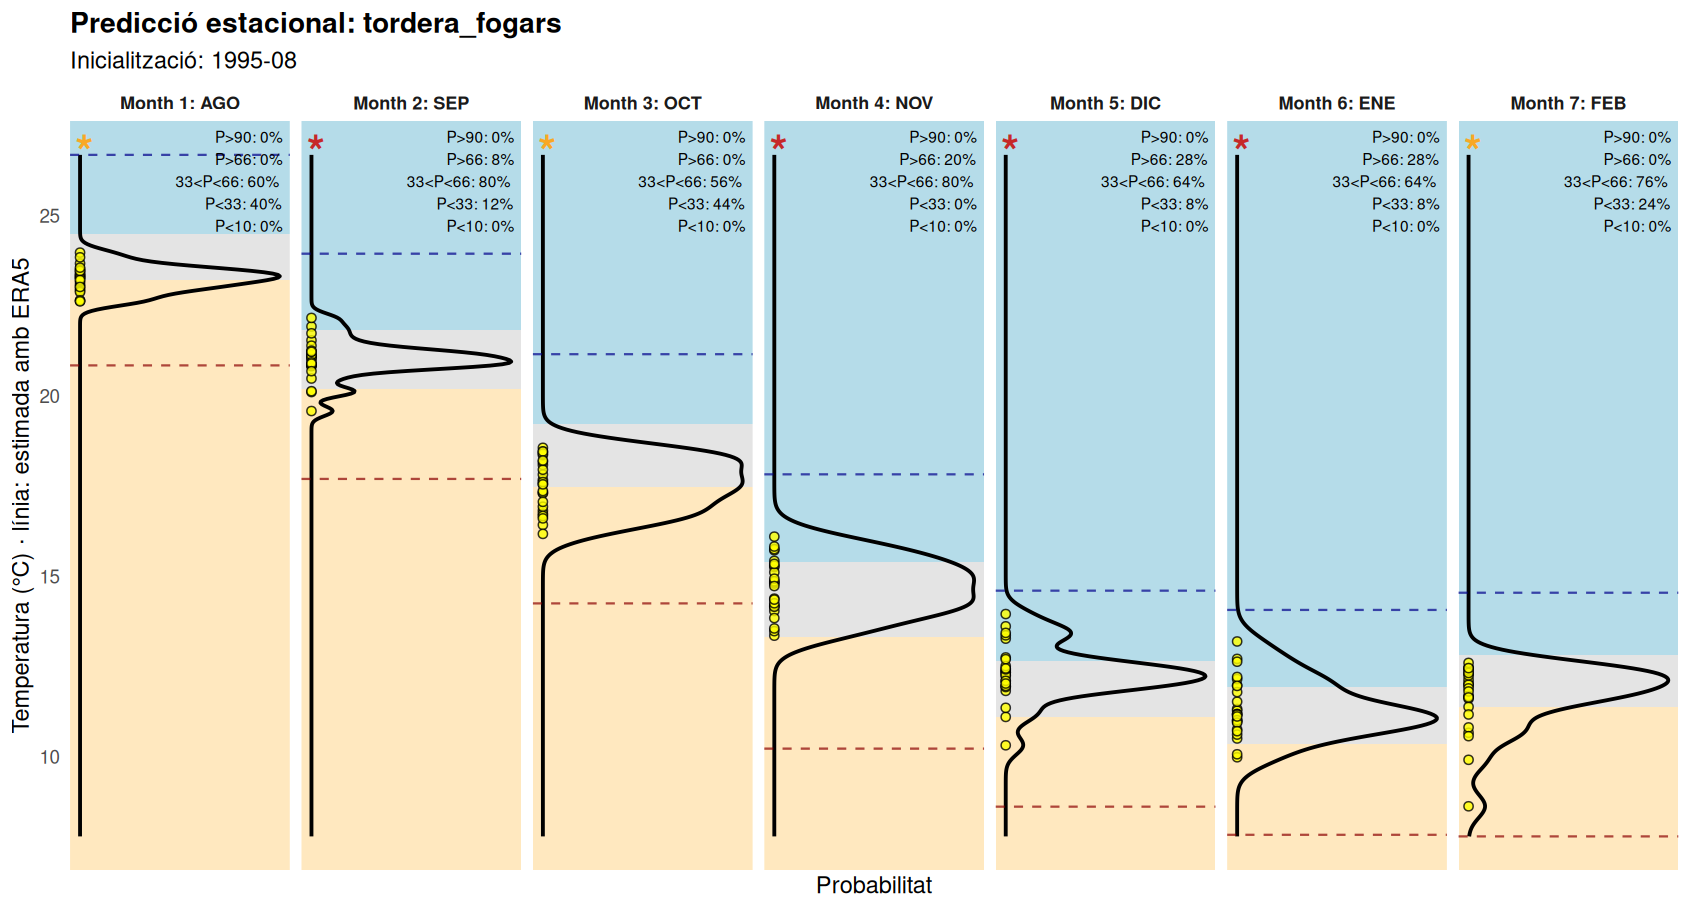 Predicció estacional: tordera_fogars
Inicialització: 1995-08
Month 1: AGO
Month 2: SEP
Month 3: OCT
Month 4: NOV
Month 5: DIC
Month 6: ENE
Month 7: FEB
*
P>90: 0%
P>66: 0%
33<P<66: 60%
P<33: 40%
P<10: 0%
*
P>90: 0%
P>66: 8%
33<P<66: 80%
P<33: 12%
P<10: 0%
*
P>90: 0%
P>66: 0%
33<P<66: 56%
P<33: 44%
P<10: 0%
*
P>90: 0%
P>66: 20%
33<P<66: 80%
P<33: 0%
P<10: 0%
*
P>90: 0%
P>66: 28%
33<P<66: 64%
P<33: 8%
P<10: 0%
*
P>90: 0%
P>66: 28%
33<P<66: 64%
P<33: 8%
P<10: 0%
*
P>90: 0%
P>66: 0%
33<P<66: 76%
P<33: 24%
P<10: 0%
Temperatura (°C) · línia: estimada amb ERA5
25
20
15
10
Probabilitat